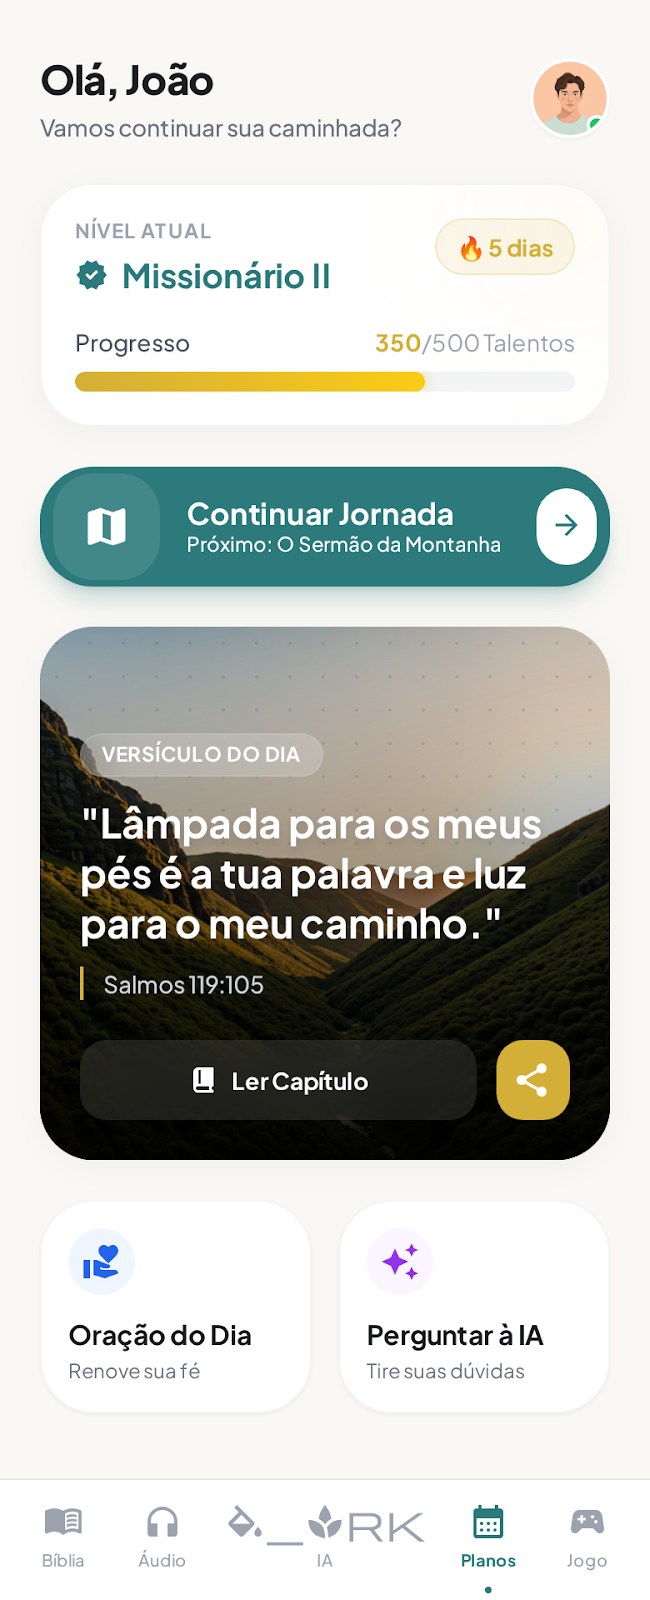 Olá, João
Vamos continuar sua caminhada?
NÍVEL ATUAL
🔥 5 dias
Missionário II
Progresso
350/500 Talentos
Continuar Jornada
Próximo: O Sermão da Montanha
VERSÍCULO DO DIA
"Lâmpada para os meus
pés é a tua palavra e luz
para o meu caminho."
Salmos 119:105
Ler Capítulo
Oração do Dia
Renove sua fé
Perguntar à IA
Tire suas dúvidas
_RK
Bíblia
Áudio
IA
Planos
Jogo